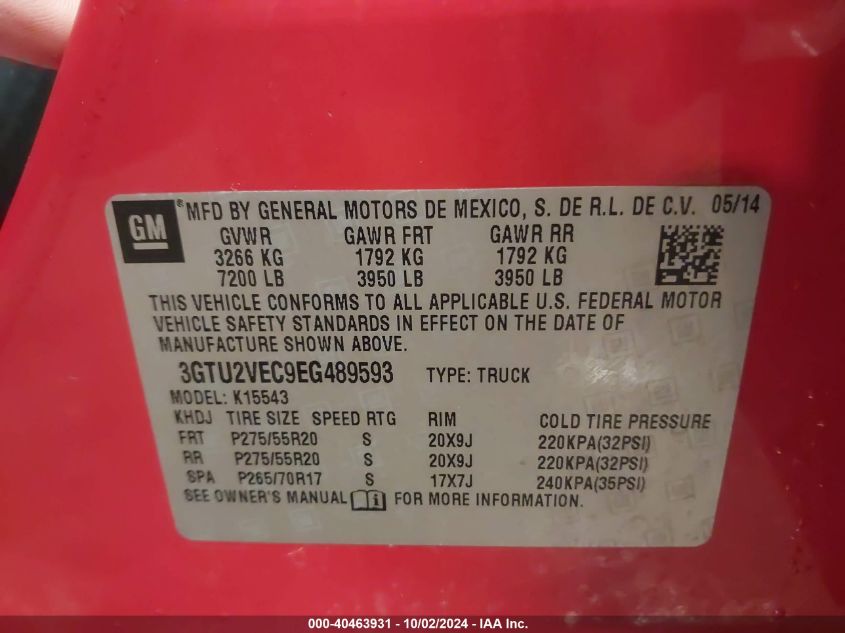 GM ® MFD BY GENERAL MOTORS DE MEXICO, S. DE R.L. DE C.V. 05/14
GVWR GAWR FRT GAWR RR
3266 KG 1792 KG 1792 KG
7200 LB 3950 LB 3950 LB
THIS VEHICLE CONFORMS TO ALL APPLICABLE U.S. FEDERAL MOTOR
VEHICLE SAFETY STANDARDS IN EFFECT ON THE DATE OF
MANUFACTURE SHOWN ABOVE.
3GTU2VEC9EG489593 TYPE: TRUCK
MODEL: K15543
KHDJ TIRE SIZE SPEED RTG RIM COLD TIRE PRESSURE
FRT P275/55R20 S 20X9J 220KPA(32PSI)
RR P275/55R20 S 20X9J 220KPA(32PSI)
SPA P265/70R17 S 17X7J 240KPA(35PSI)
SEE OWNER'S MANUAL FOR MORE INFORMATION.
000-40463931 - 10/02/2024 - IAA Inc.